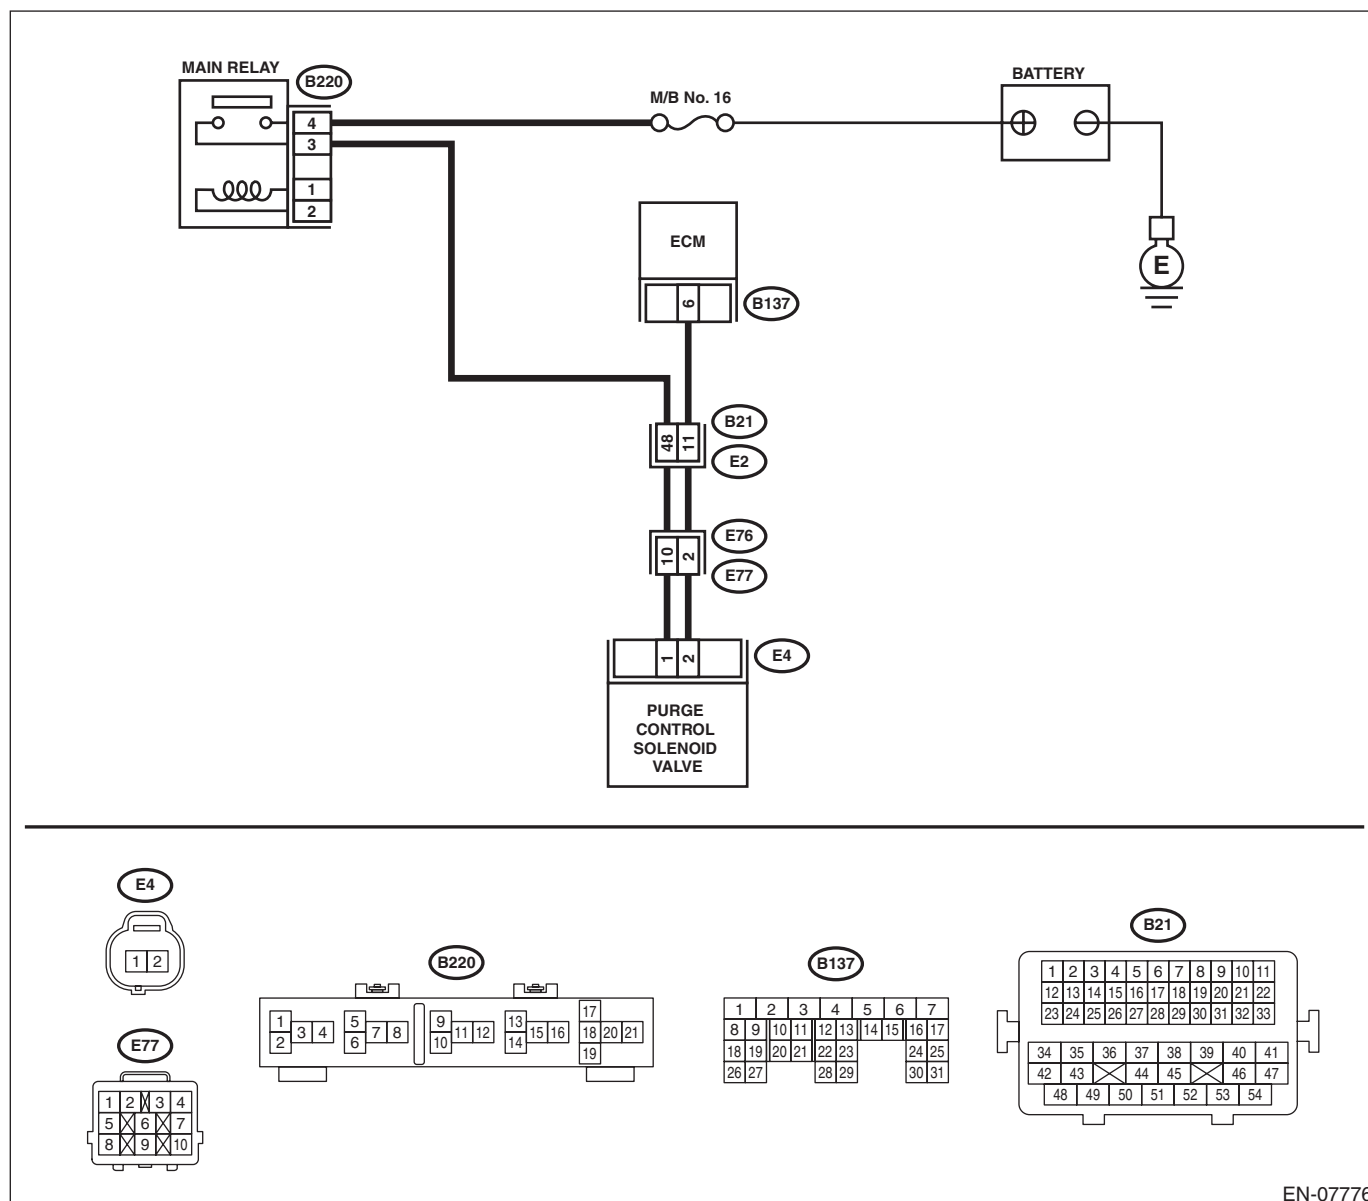 MAIN RELAY
B220
4
3
1
2
M/B No. 16
BATTERY
E
ECM
6
B137
48 11
B21
E2
10 2
E76
E77
1 2
E4
PURGE
CONTROL
SOLENOID
VALVE
E4
1 2
E77
1 2 3 4
5 6 7
8 9 10
B220
1 2 3 4 5 6 7 8 9 10 11 12 13 14 15 16 17 18 19 20 21
B137
1 2 3 4 5 6 7
8 9 10 11 12 13 14 15 16 17
18 19 20 21 22 23 24 25
26 27 28 29 30 31
B21
1 2 3 4 5 6 7 8 9 10 11
12 13 14 15 16 17 18 19 20 21 22
23 24 25 26 27 28 29 30 31 32 33
34 35 36 37 38 39 40 41
42 43 44 45 46 47
48 49 50 51 52 53 54
EN-07776